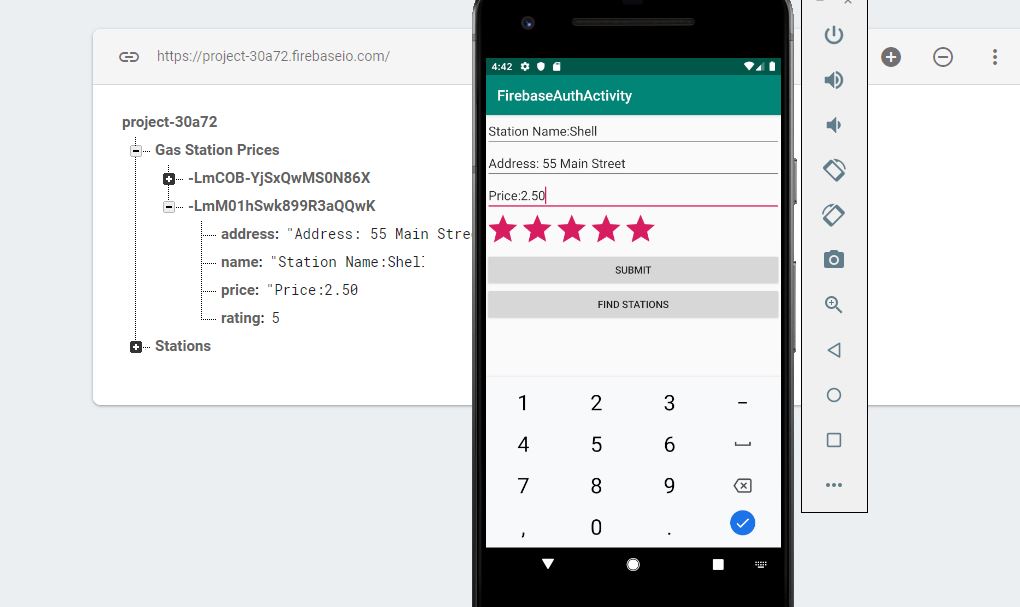 https://project-30a72.firebaseio.com/
project-30a72
Gas Station Prices
-LmCOB-YjSxQwMS0N86X
-LmM01hSwk899R3aQQwK
address: "Address: 55 Main Stree
name: "Station Name:Shell
price: "Price:2.50
rating: 5
Stations
4:42
FirebaseAuthActivity
Station Name:Shell
Address: 55 Main Street
Price:2.50
SUBMIT
FIND STATIONS
1 2 3 –
4 5 6
7 8 9
, 0 .